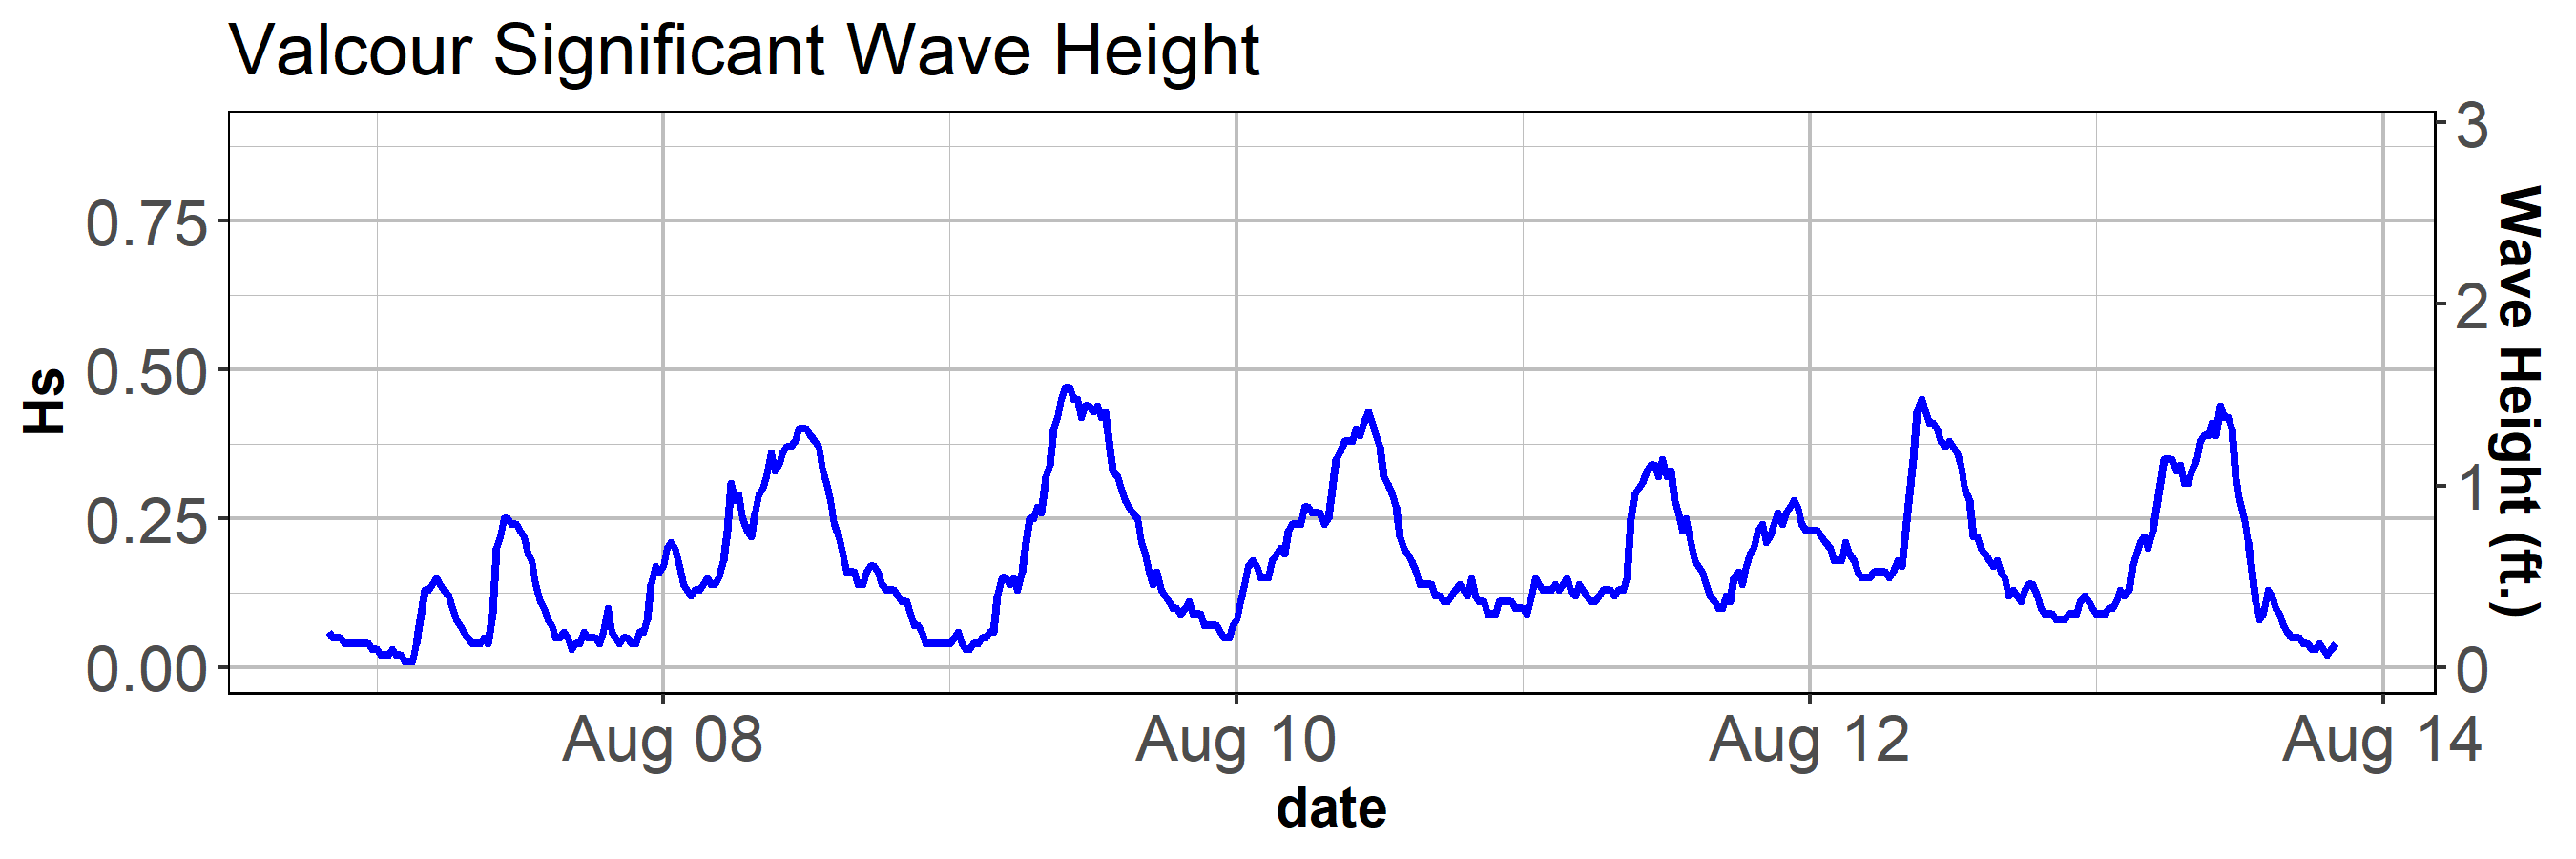 Valcour Significant Wave Height
Hs
0.75
0.50
0.25
0.00
3
2
1
0
Wave Height (ft.)
Aug 08
Aug 10
Aug 12
Aug 14
date